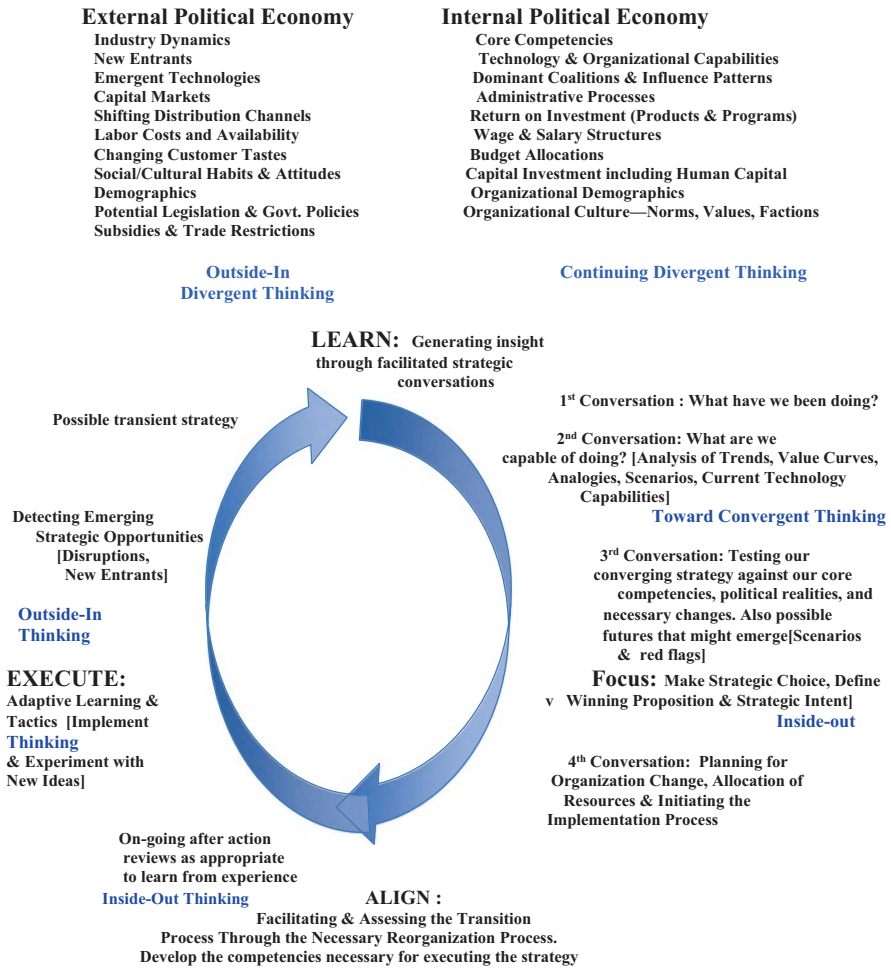 External Political Economy
Industry Dynamics
New Entrants
Emergent Technologies
Capital Markets
Shifting Distribution Channels
Labor Costs and Availability
Changing Customer Tastes
Social/Cultural Habits & Attitudes
Demographics
Potential Legislation & Govt. Policies
Subsidies & Trade Restrictions
Outside-In
Divergent Thinking
Internal Political Economy
Core Competencies
Technology & Organizational Capabilities
Dominant Coalitions & Influence Patterns
Administrative Processes
Return on Investment (Products & Programs)
Wage & Salary Structures
Budget Allocations
Capital Investment including Human Capital
Organizational Demographics
Organizational Culture—Norms, Values, Factions
Continuing Divergent Thinking
LEARN: Generating insight
through facilitated strategic
conversations
1st Conversation : What have we been doing?
2nd Conversation: What are we
capable of doing? [Analysis of Trends, Value Curves,
Analogies, Scenarios, Current Technology
Capabilities]
Toward Convergent Thinking
3rd Conversation: Testing our
converging strategy against our core
competencies, political realities, and
necessary changes. Also possible
futures that might emerge[Scenarios
& red flags]
Focus: Make Strategic Choice, Define
v Winning Proposition & Strategic Intent]
Inside-out
4th Conversation: Planning for
Organization Change, Allocation of
Resources & Initiating the
Implementation Process
ALIGN :
Facilitating & Assessing the Transition
Process Through the Necessary Reorganization Process.
Develop the competencies necessary for executing the strategy
On-going after action
reviews as appropriate
to learn from experience
Inside-Out Thinking
EXECUTE:
Adaptive Learning &
Tactics [Implement
Thinking
& Experiment with
New Ideas]
Outside-In
Thinking
Detecting Emerging
Strategic Opportunities
[Disruptions,
New Entrants]
Possible transient strategy